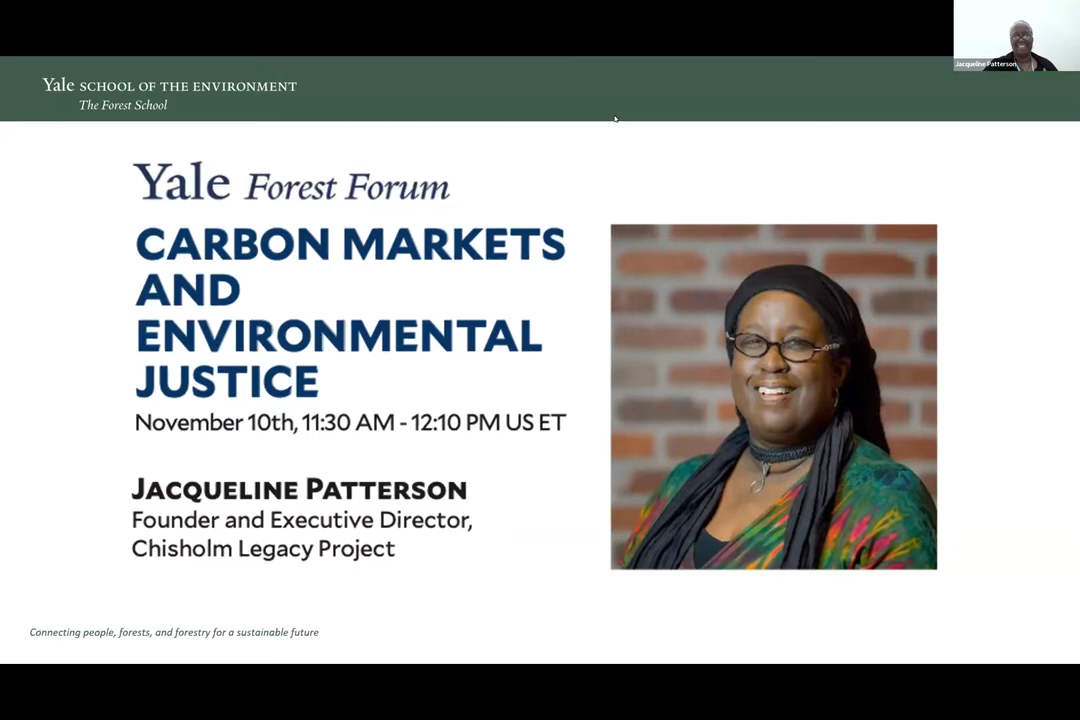 Jacqueline Patterson
Yale SCHOOL OF THE ENVIRONMENT
The Forest School
Yale Forest Forum
CARBON MARKETS
AND
ENVIRONMENTAL
JUSTICE
November 10th, 11:30 AM - 12:10 PM US ET
JACQUELINE PATTERSON
Founder and Executive Director,
Chisholm Legacy Project
Connecting people, forests, and forestry for a sustainable future